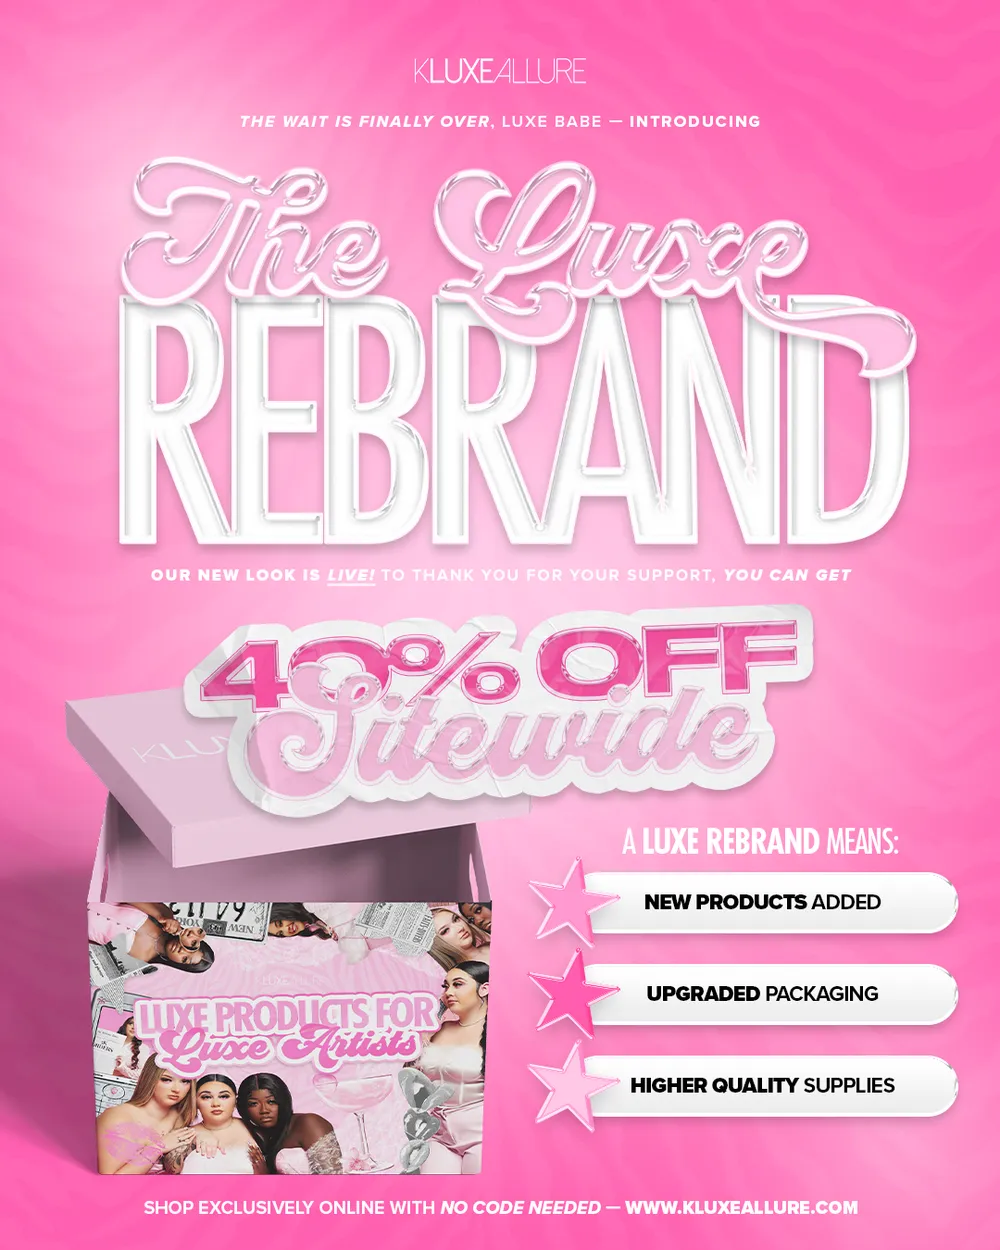 KLUXEALLURE
THE WAIT IS FINALLY OVER, LUXE BABE — INTRODUCING
The Luxe
REBRAND
OUR NEW LOOK IS LIVE! TO THANK YOU FOR YOUR SUPPORT, YOU CAN GET
40% OFF
Sitewide
KLU
A LUXE REBRAND MEANS:
NEW PRODUCTS ADDED
UPGRADED PACKAGING
HIGHER QUALITY SUPPLIES
LUXE PRODUCTS FOR
Luxe Artists
SHOP EXCLUSIVELY ONLINE WITH NO CODE NEEDED — WWW.KLUXEALLURE.COM